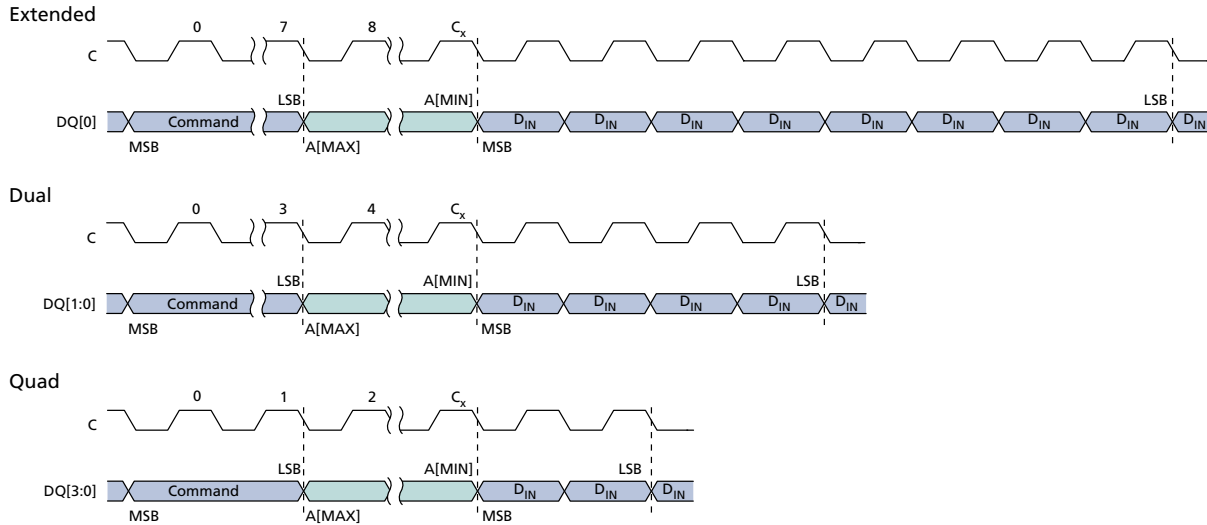 Extended
0 7 8 Cx
C
LSB A[MIN] LSB
DQ[0] Command DIN DIN DIN DIN DIN DIN DIN DIN DIN
MSB A[MAX] MSB
Dual
0 3 4 Cx
C
LSB A[MIN] LSB
DQ[1:0] Command DIN DIN DIN DIN DIN
MSB A[MAX] MSB
Quad
0 1 2 Cx
C
LSB A[MIN] LSB
DQ[3:0] Command DIN DIN DIN
MSB A[MAX] MSB